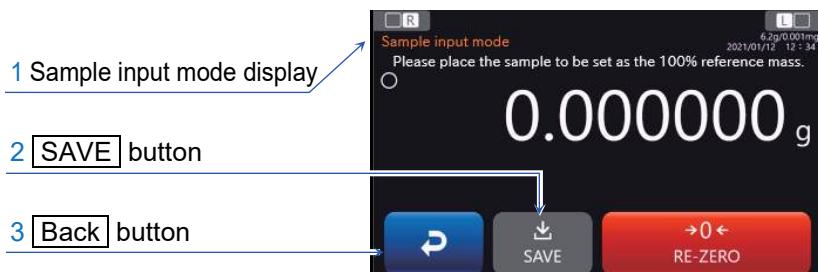 R
L
6.2g/0.001mg
Sample input mode
2021/01/12 12:34
1 Sample input mode display
Please place the sample to be set as the 100% reference mass.
0.000000 g
2 SAVE button
3 Back button
→0←
SAVE
RE-ZERO